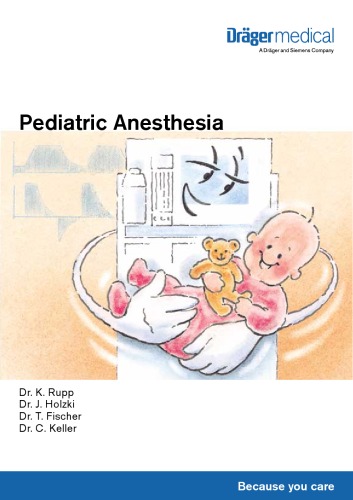 Dräger medical
A Dräger and Siemens Company
Pediatric Anesthesia
Dr. K. Rupp
Dr. J. Holzki
Dr. T. Fischer
Dr. C. Keller
Because you care